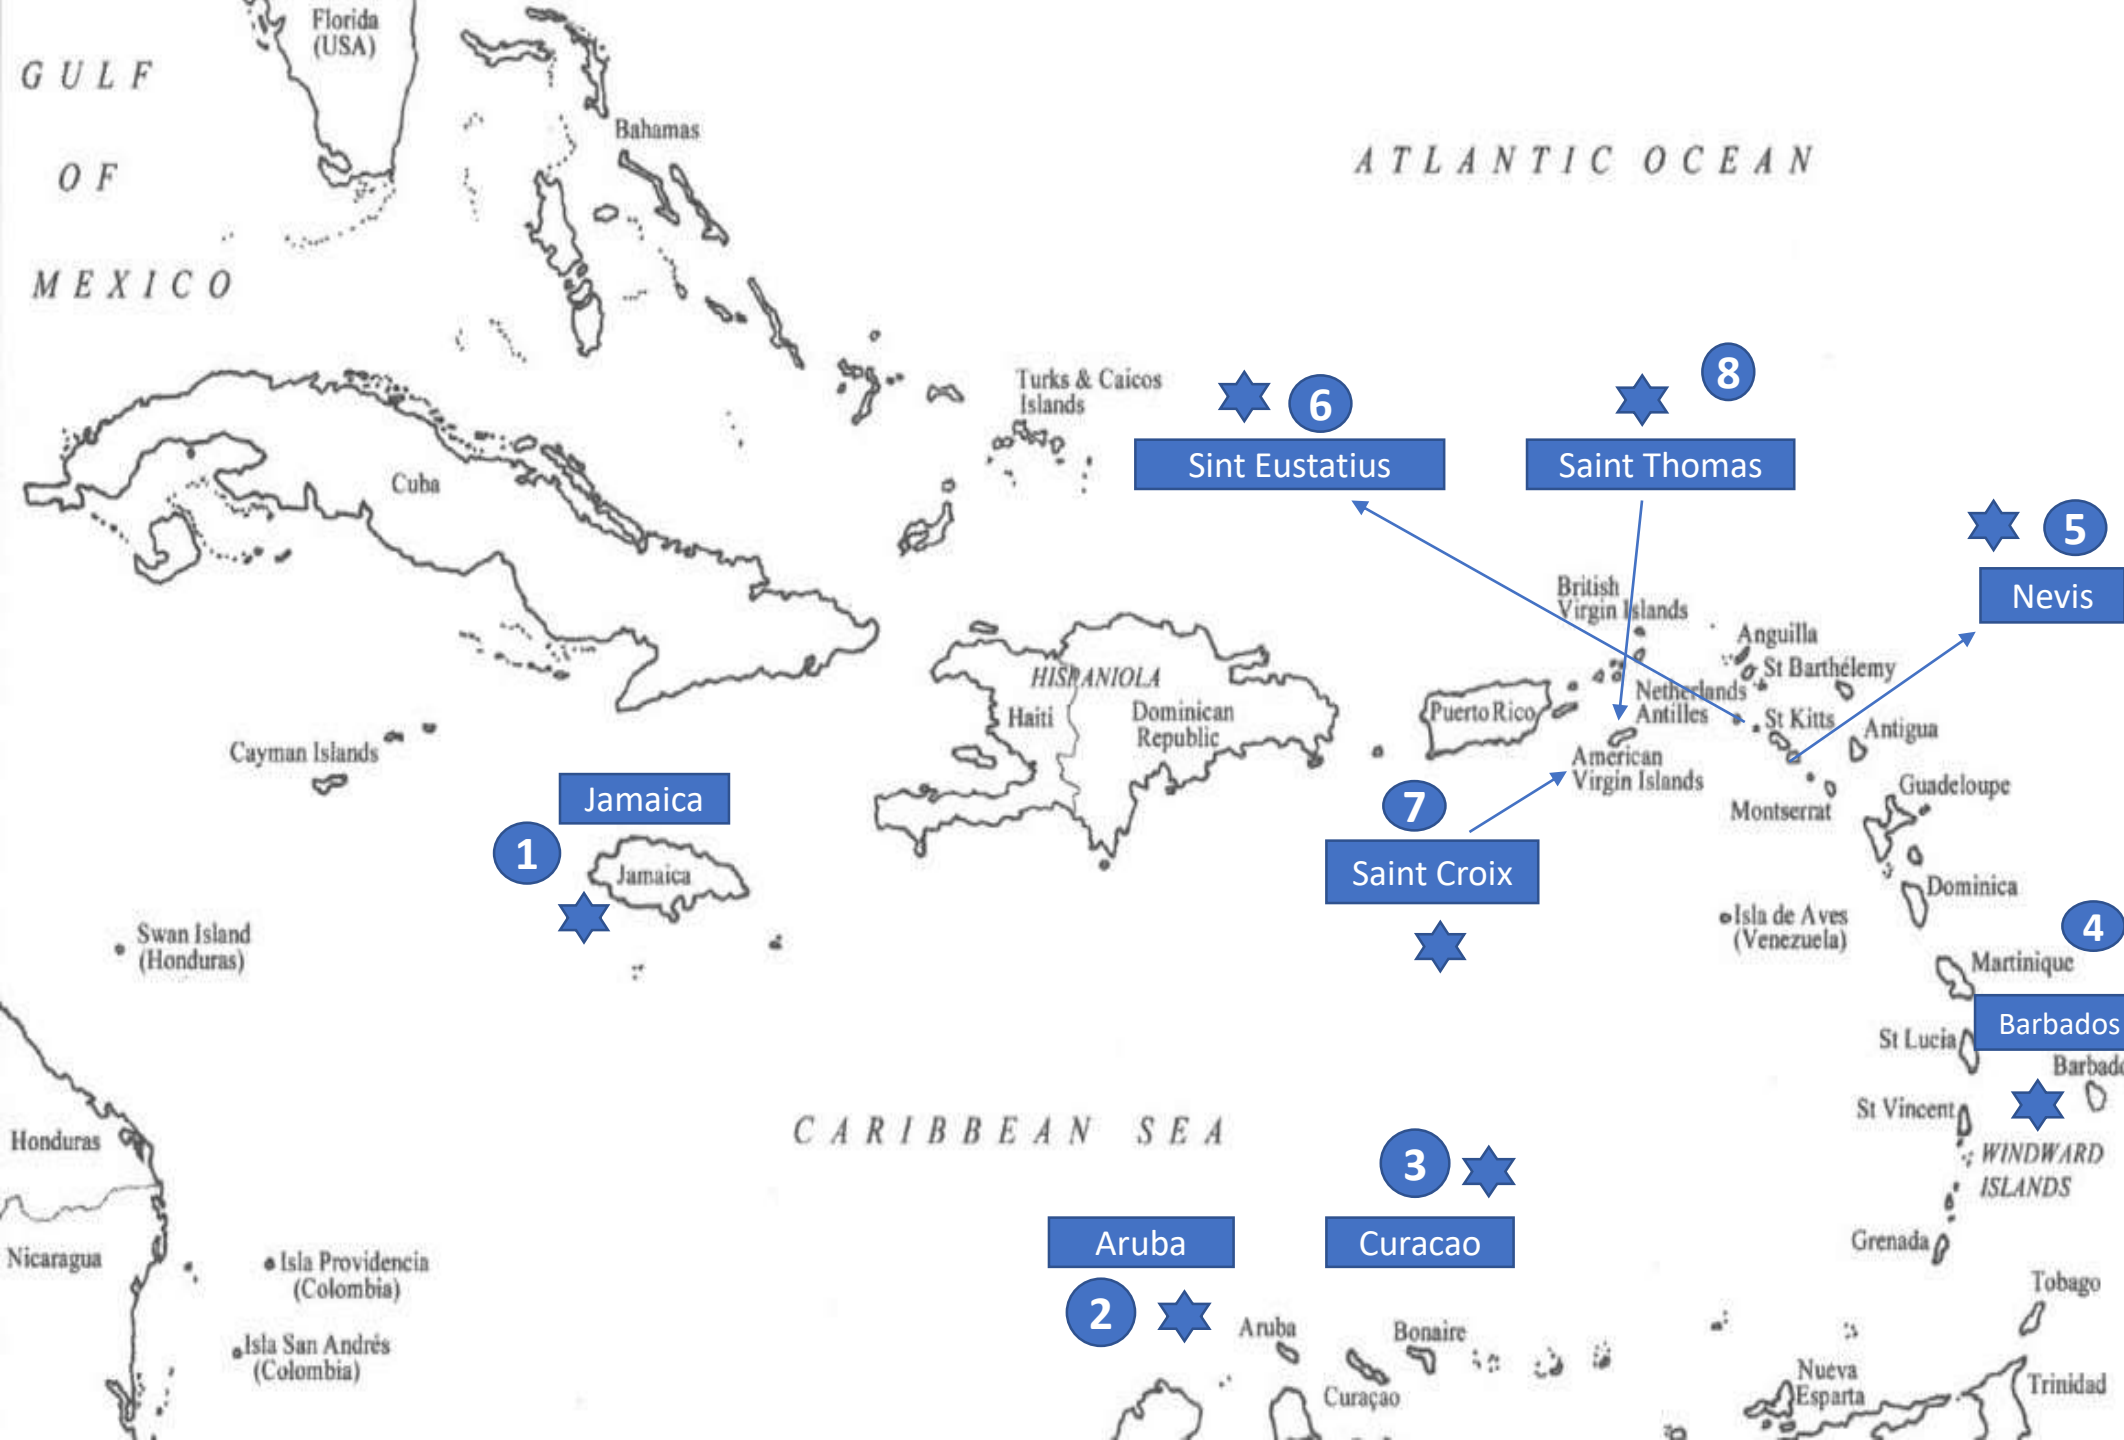 Florida
(USA)
GULF
OF
MEXICO
Bahamas
ATLANTIC OCEAN
Turks & Caicos
Islands
6
8
Sint Eustatius
Saint Thomas
5
Nevis
Cuba
British
Virgin Islands
Anguilla
St Barthélemy
HISPANIOLA
Haiti
Dominican
Republic
Puerto Rico
Netherlands
Antilles
St Kitts
Antigua
Cayman Islands
American
Virgin Islands
Guadeloupe
Montserrat
Jamaica
1
Jamaica
7
Saint Croix
Dominica
Isla de Aves
(Venezuela)
4
Swan Island
(Honduras)
Martinique
Barbados
St Lucia
Barbado
St Vincent
WINDWARD
ISLANDS
CARIBBEAN SEA
Honduras
3
Aruba
Curacao
Grenada
Nicaragua
Isla Providencia
(Colombia)
2
Tobago
Aruba
Bonaire
Isla San Andrés
(Colombia)
Curaçao
Nueva
Esparta
Trinidad